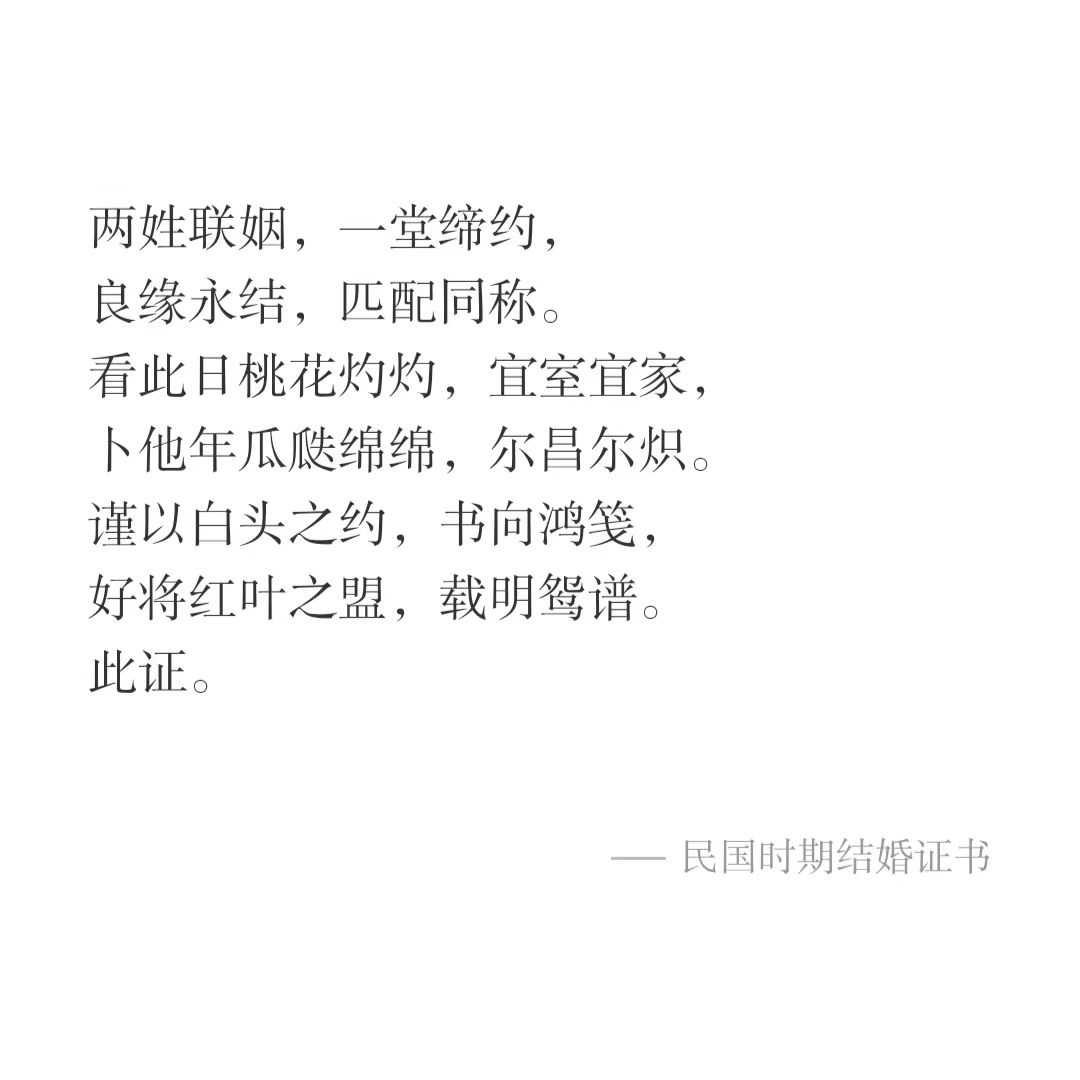 两姓联姻，一堂缔约，
良缘永结，匹配同称。
看此日桃花灼灼，宜室宜家，
卜他年瓜瓞绵绵，尔昌尔炽。
谨以白头之约，书向鸿笺，
好将红叶之盟，载明鸳谱。
此证。
—— 民国时期结婚证书